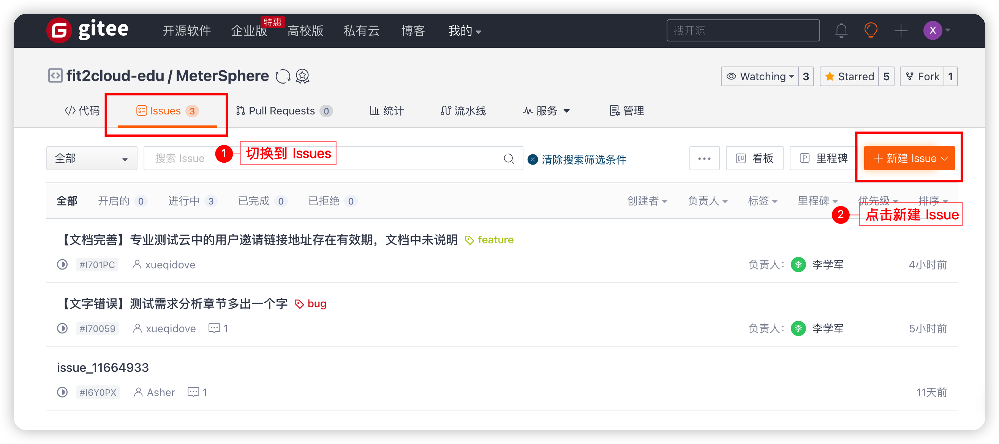 gitee 开源软件 企业版 特惠 高校版 私有云 博客 我的 搜开源 X
fit2cloud-edu / MeterSphere Watching 3 Starred 5 Fork 1
代码 Issues 3 Pull Requests 0 统计 流水线 服务 管理
全部 搜索 Issue 1 切换到 Issues 清除搜索筛选条件 看板 里程碑 新建 Issue
全部 开启的 0 进行中 3 已完成 0 已拒绝 0 创建者 负责人 标签 里程碑 优先级 排序
2 点击新建 Issue
【文档完善】专业测试云中的用户邀请链接地址存在有效期，文档中未说明 feature
#I701PC xueqidove 负责人： 李 李学军 4小时前
【文字错误】测试需求分析章节多出一个字 bug
#I70059 xueqidove 1 负责人： 李 李学军 5小时前
issue_11664933
#I6Y0PX Asher 1 11天前